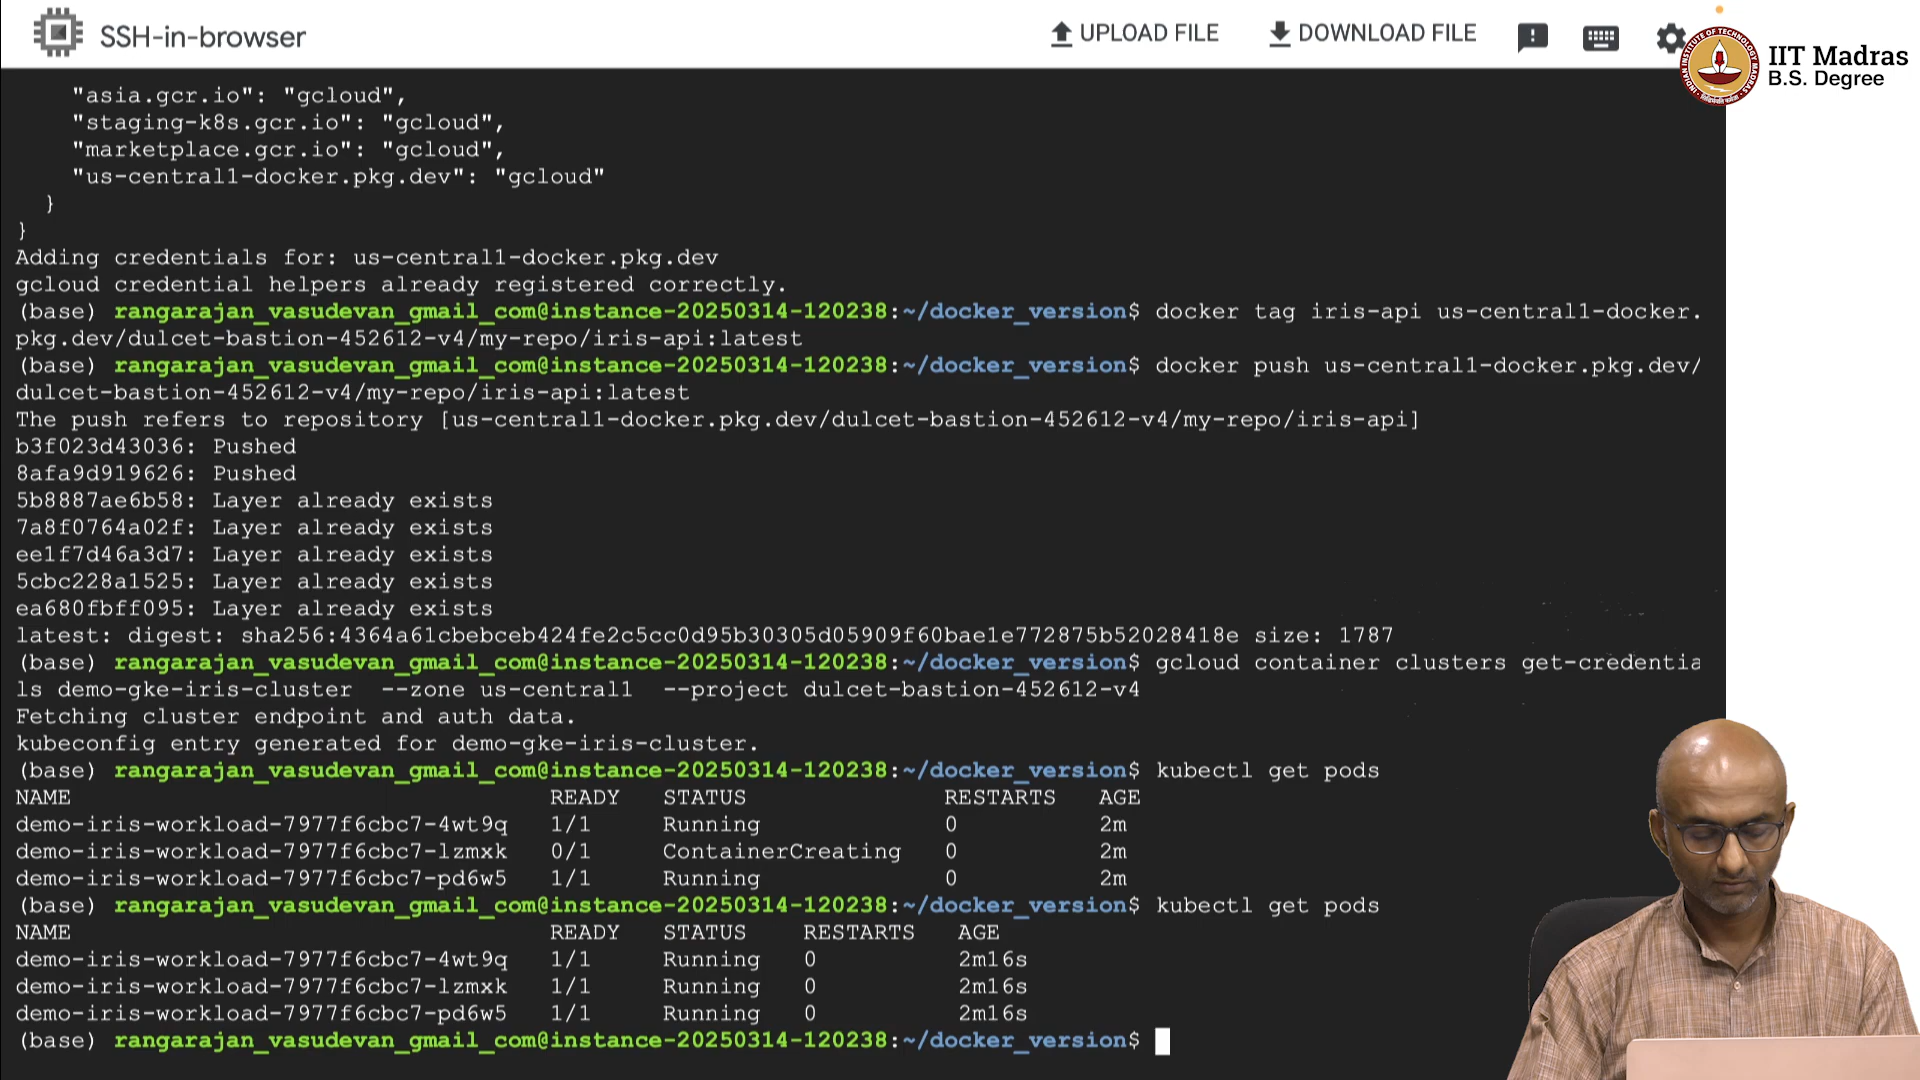 SSH-in-browser
UPLOAD FILE
DOWNLOAD FILE
IIT Madras
B.S. Degree
"asia.gcr.io": "gcloud",
"staging-k8s.gcr.io": "gcloud",
"marketplace.gcr.io": "gcloud",
"us-central1-docker.pkg.dev": "gcloud"
}
}
Adding credentials for: us-central1-docker.pkg.dev
gcloud credential helpers already registered correctly.
(base) rangarajan_vasudevan_gmail_com@instance-20250314-120238:~/docker_version$ docker tag iris-api us-central1-docker.
pkg.dev/dulcet-bastion-452612-v4/my-repo/iris-api:latest
(base) rangarajan_vasudevan_gmail_com@instance-20250314-120238:~/docker_version$ docker push us-central1-docker.pkg.dev/
dulcet-bastion-452612-v4/my-repo/iris-api:latest
The push refers to repository [us-central1-docker.pkg.dev/dulcet-bastion-452612-v4/my-repo/iris-api]
b3f023d43036: Pushed
8afa9d919626: Pushed
5b8887ae6b58: Layer already exists
7a8f0764a02f: Layer already exists
ee1f7d46a3d7: Layer already exists
5cbc228a1525: Layer already exists
ea680fbff095: Layer already exists
latest: digest: sha256:4364a61cbebceb424fe2c5cc0d95b30305d05909f60bae1e772875b52028418e size: 1787
(base) rangarajan_vasudevan_gmail_com@instance-20250314-120238:~/docker_version$ gcloud container clusters get-credentia
ls demo-gke-iris-cluster  --zone us-central1  --project dulcet-bastion-452612-v4
Fetching cluster endpoint and auth data.
kubeconfig entry generated for demo-gke-iris-cluster.
(base) rangarajan_vasudevan_gmail_com@instance-20250314-120238:~/docker_version$ kubectl get pods
NAME READY STATUS RESTARTS AGE
demo-iris-workload-7977f6cbc7-4wt9q 1/1 Running 0 2m
demo-iris-workload-7977f6cbc7-lzmxk 0/1 ContainerCreating 0 2m
demo-iris-workload-7977f6cbc7-pd6w5 1/1 Running 0 2m
(base) rangarajan_vasudevan_gmail_com@instance-20250314-120238:~/docker_version$ kubectl get pods
NAME READY STATUS RESTARTS AGE
demo-iris-workload-7977f6cbc7-4wt9q 1/1 Running 0 2m16s
demo-iris-workload-7977f6cbc7-lzmxk 1/1 Running 0 2m16s
demo-iris-workload-7977f6cbc7-pd6w5 1/1 Running 0 2m16s
(base) rangarajan_vasudevan_gmail_com@instance-20250314-120238:~/docker_version$